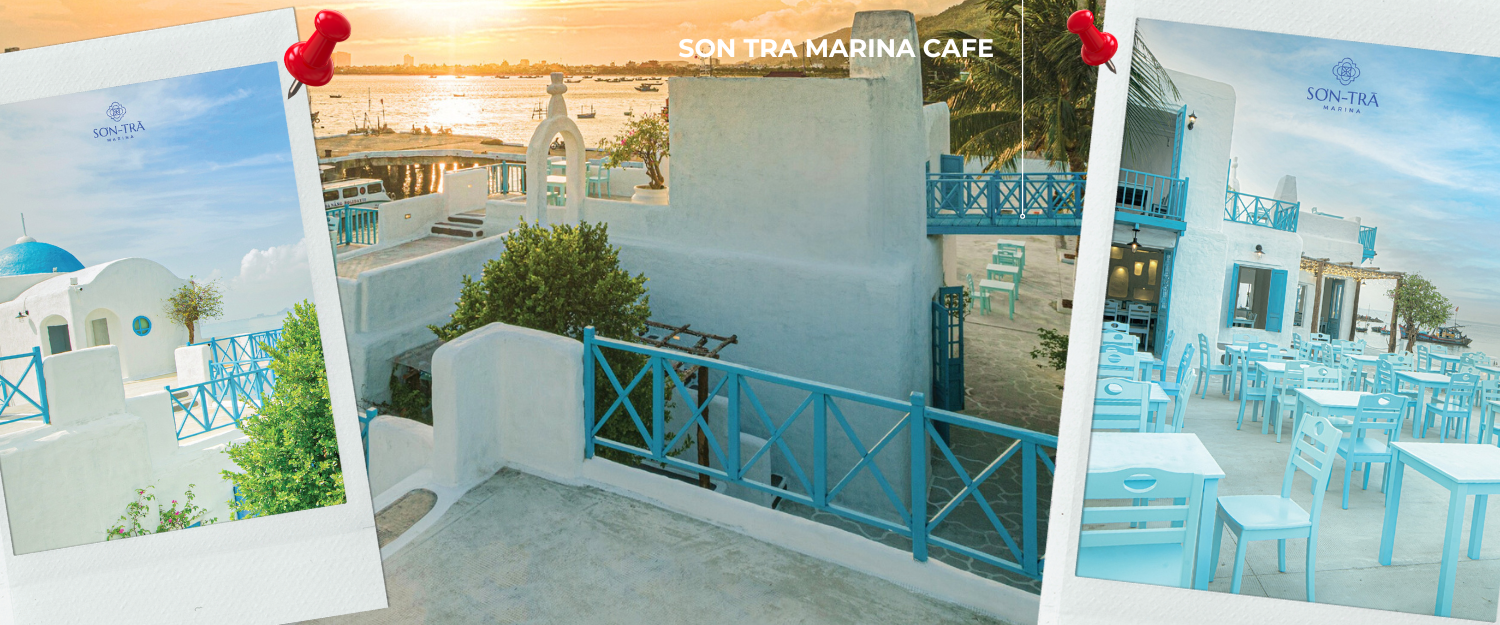 SON TRA MARINA CAFE
SƠN-TRÀ
MARINA
SƠN-TRÀ
MARINA